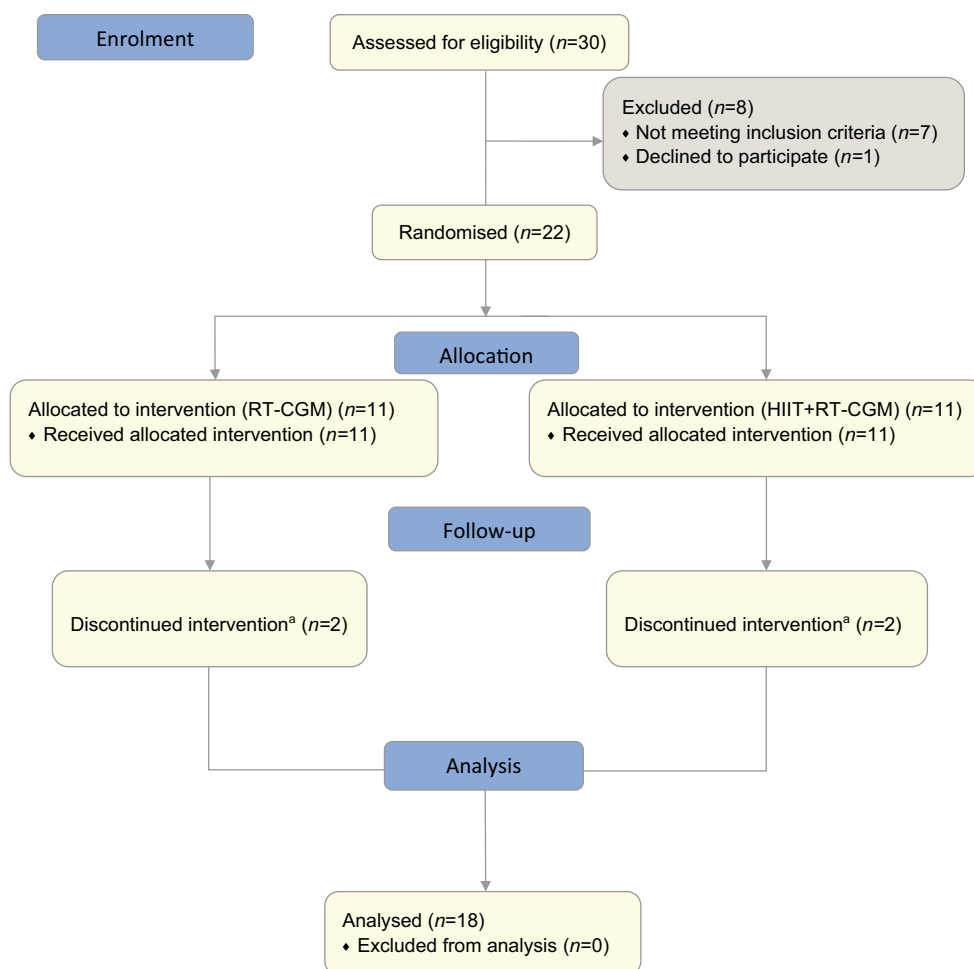 Enrolment
Assessed for eligibility (n=30)
Excluded (n=8)
♦ Not meeting inclusion criteria (n=7)
♦ Declined to participate (n=1)
Randomised (n=22)
Allocation
Allocated to intervention (RT-CGM) (n=11)
♦ Received allocated intervention (n=11)
Allocated to intervention (HIIT+RT-CGM) (n=11)
♦ Received allocated intervention (n=11)
Follow-up
Discontinued interventionᵃ (n=2)
Discontinued interventionᵃ (n=2)
Analysis
Analysed (n=18)
♦ Excluded from analysis (n=0)